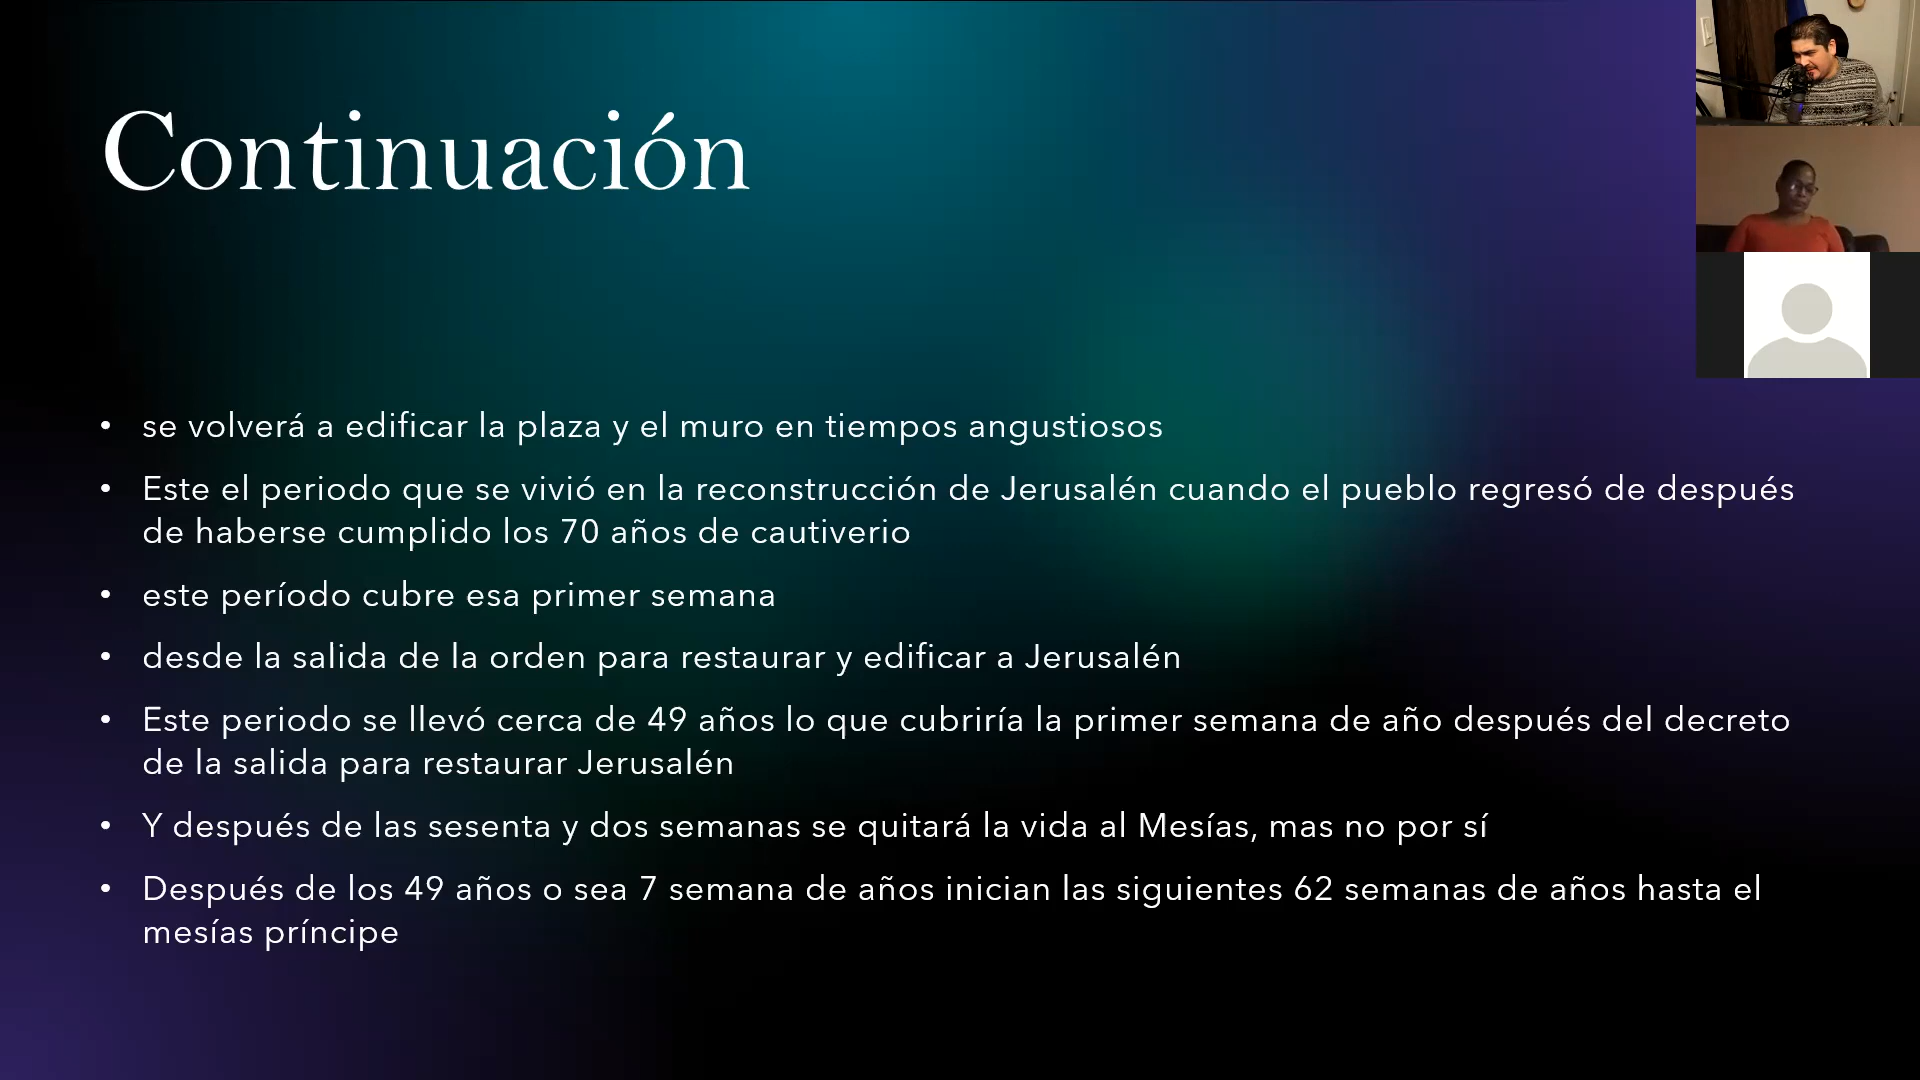 Continuación
• se volverá a edificar la plaza y el muro en tiempos angustiosos
• Este el periodo que se vivió en la reconstrucción de Jerusalén cuando el pueblo regresó de después
de haberse cumplido los 70 años de cautiverio
• este período cubre esa primer semana
• desde la salida de la orden para restaurar y edificar a Jerusalén
• Este periodo se llevó cerca de 49 años lo que cubriría la primer semana de año después del decreto
de la salida para restaurar Jerusalén
• Y después de las sesenta y dos semanas se quitará la vida al Mesías, mas no por sí
• Después de los 49 años o sea 7 semana de años inician las siguientes 62 semanas de años hasta el
mesías príncipe